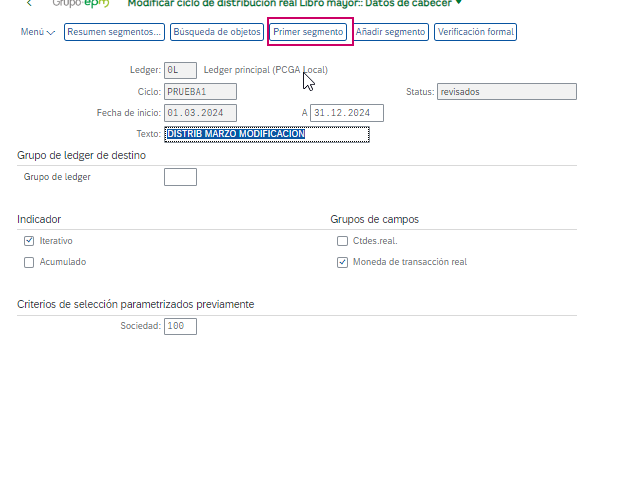 Grupo·epm Modificar ciclo de distribución real Libro mayor:: Datos de cabecer
Menú Resumen segmentos... Búsqueda de objetos Primer segmento Añadir segmento Verificación formal
Ledger: 0L Ledger principal (PCGA Local)
Ciclo: PRUEBA1 Status: revisados
Fecha de inicio: 01.03.2024 A 31.12.2024
Texto: DISTRIB MARZO MODIFICACION
Grupo de ledger de destino
Grupo de ledger
Indicador Grupos de campos
Iterativo Ctdes.real.
Acumulado Moneda de transacción real
Criterios de selección parametrizados previamente
Sociedad: 100